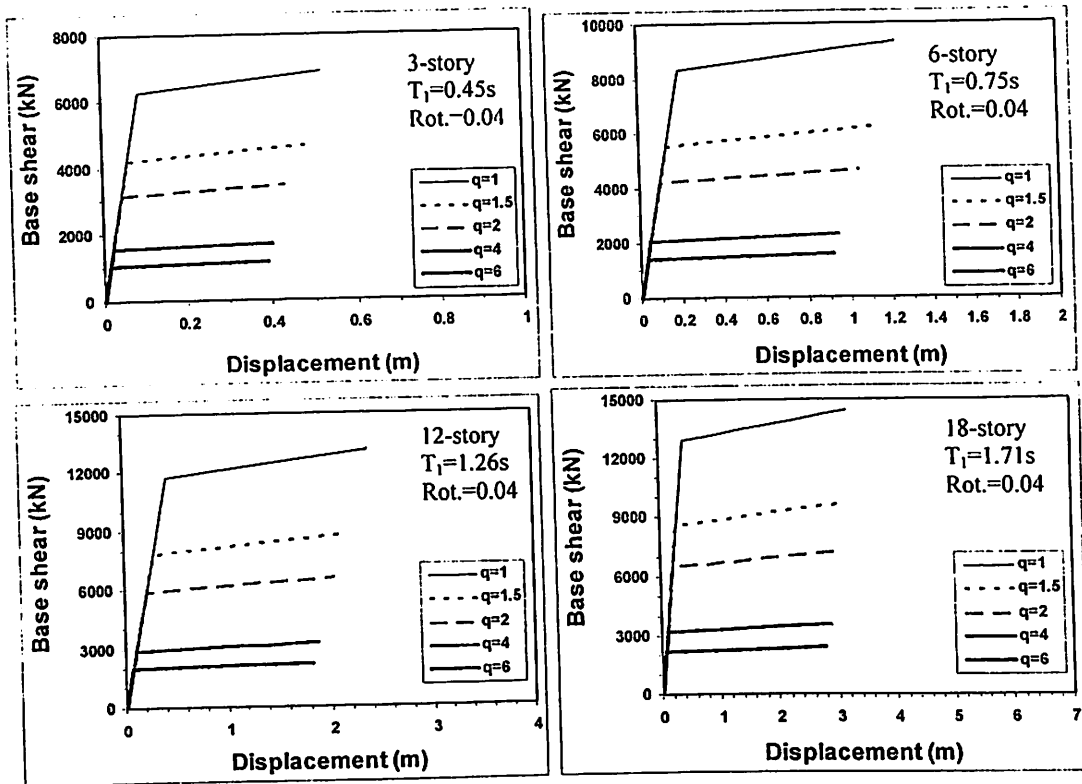 8000
6000
4000
2000
0
Base shear (kN)
3-story
T₁=0.45s
Rot.=0.04
q=1
q=1.5
q=2
q=4
q=6
0 0.2 0.4 0.6 0.8 1
Displacement (m)
10000
8000
6000
4000
2000
0
Base shear (kN)
6-story
T₁=0.75s
Rot.=0.04
q=1
q=1.5
q=2
q=4
q=6
0 0.2 0.4 0.6 0.8 1 1.2 1.4 1.6 1.8 2
Displacement (m)
15000
12000
9000
6000
3000
0
Base shear (kN)
12-story
T₁=1.26s
Rot.=0.04
q=1
q=1.5
q=2
q=4
q=6
0 1 2 3 4
Displacement (m)
15000
12000
9000
6000
3000
0
Base shear (kN)
18-story
T₁=1.71s
Rot.=0.04
q=1
q=1.5
q=2
q=4
q=6
0 1 2 3 4 5 6 7
Displacement (m)